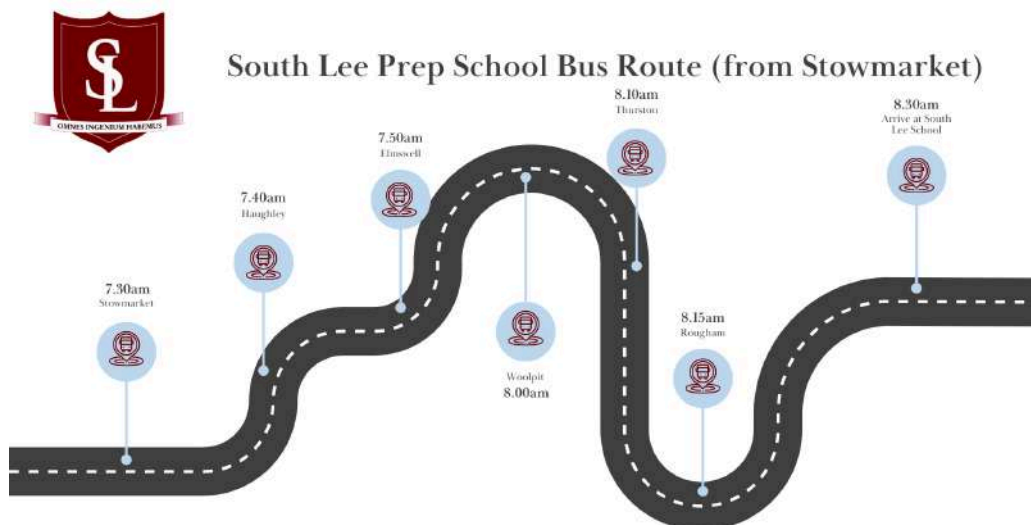 SL
OMNES INGENIUM HABEMUS
South Lee Prep School Bus Route (from Stowmarket)
7.30am
Stowmarket
7.40am
Haughley
7.50am
Elmswell
Woolpit
8.00am
8.10am
Thurston
8.15am
Rougham
8.30am
Arrive at South
Lee School